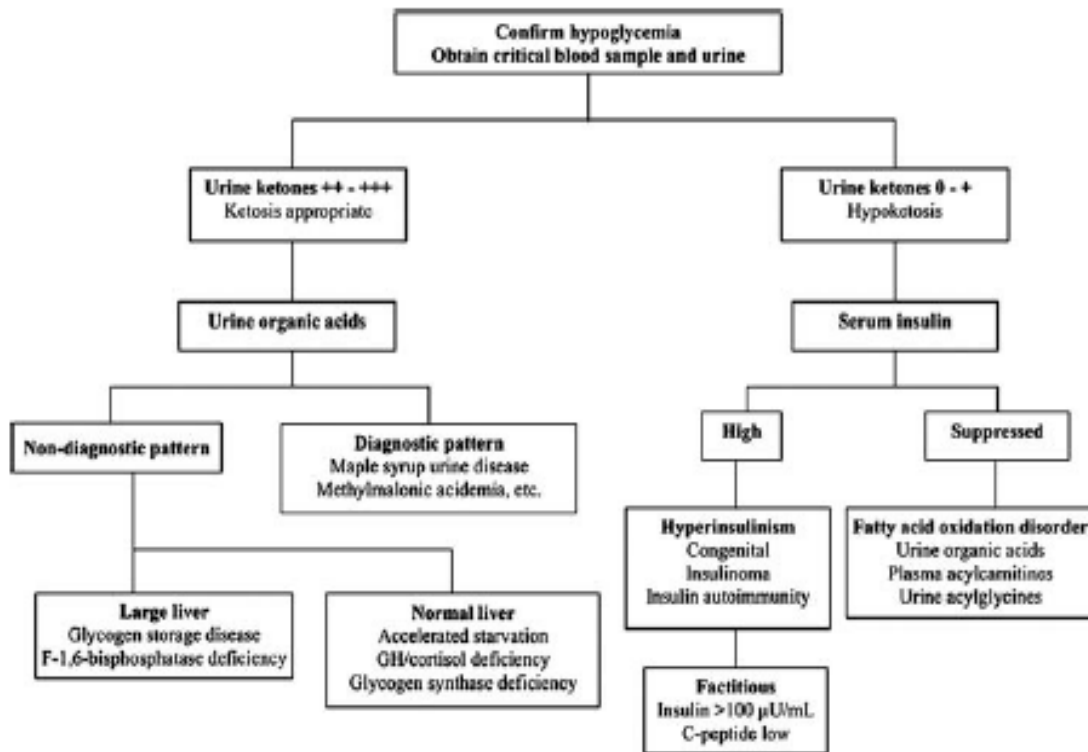 Confirm hypoglycemia
Obtain critical blood sample and urine
Urine ketones ++ - +++
Ketosis appropriate
Urine ketones 0 - +
Hypoketosis
Urine organic acids
Serum insulin
Non-diagnostic pattern
Diagnostic pattern
Maple syrup urine disease
Methylmalonic acidemia, etc.
High
Suppressed
Large liver
Glycogen storage disease
F-1,6-bisphosphatase deficiency
Normal liver
Accelerated starvation
GH/cortisol deficiency
Glycogen synthase deficiency
Hyperinsulinism
Congenital
Insulinoma
Insulin autoimmunity
Fatty acid oxidation disorder
Urine organic acids
Plasma acylcarnitines
Urine acylglycines
Factitious
Insulin >100 µU/mL
C-peptide low